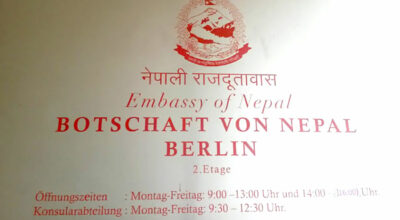 नेपाली राजदूतावास
Embassy of Nepal
BOTSCHAFT VON NEPAL
BERLIN
2.Etage
Öffnungszeiten : Montag-Freitag: 9:00 –13:00 Uhr und 14:00 Uhr.
Konsularabteilung : Montag-Freitag: 9:30 – 12:30 Uhr.